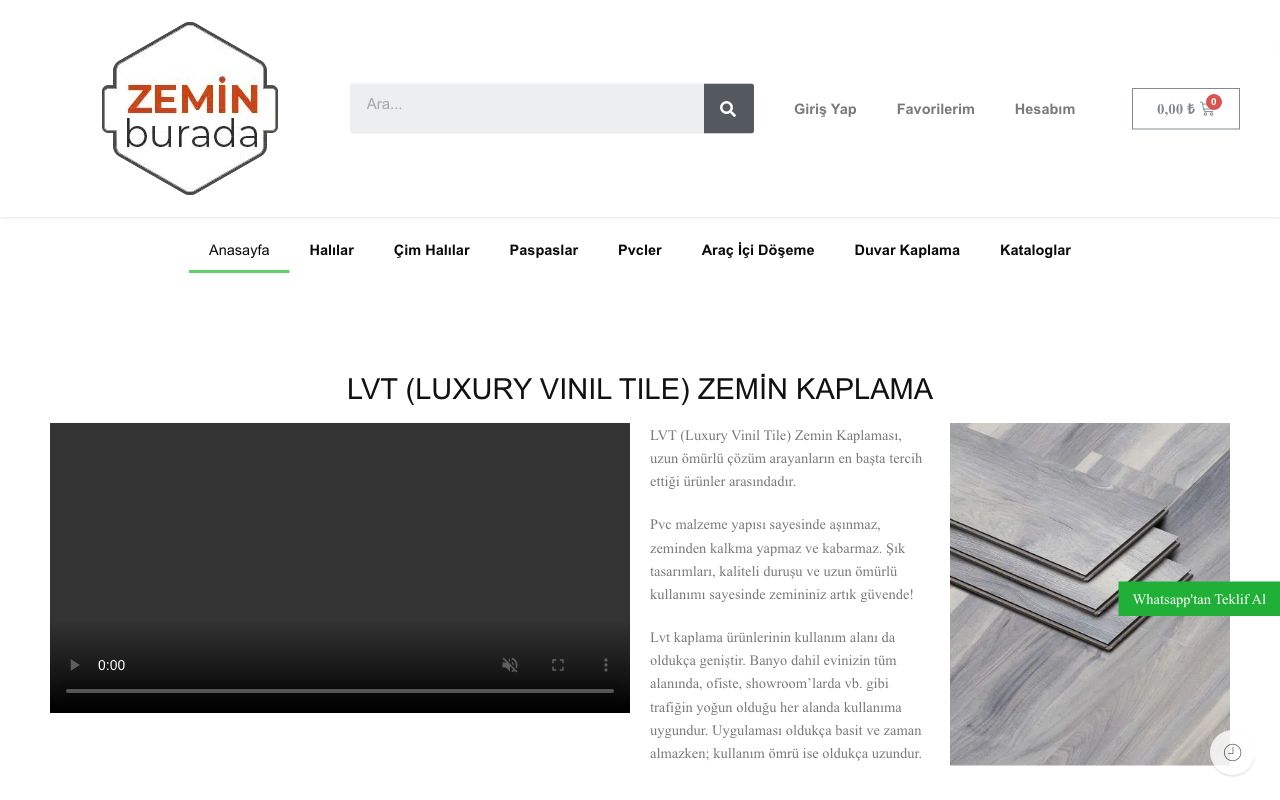 ZEMİN
burada
Ara...
Giriş Yap
Favorilerim
Hesabım
0,00 ₺
0
Anasayfa
Halılar
Çim Halılar
Paspaslar
Pvcler
Araç İçi Döşeme
Duvar Kaplama
Kataloglar
LVT (LUXURY VINIL TILE) ZEMİN KAPLAMA
0:00
LVT (Luxury Vinil Tile) Zemin Kaplaması,
uzun ömürlü çözüm arayanların en başta tercih
ettiği ürünler arasındadır.
Pvc malzeme yapısı sayesinde aşınmaz,
zeminden kalkma yapmaz ve kabarmaz. Şık
tasarımları, kaliteli duruşu ve uzun ömürlü
kullanımı sayesinde zemininiz artık güvende!
Lvt kaplama ürünlerinin kullanım alanı da
oldukça geniştir. Banyo dahil evinizin tüm
alanında, ofiste, showroom’larda vb. gibi
trafiğin yoğun olduğu her alanda kullanıma
uygundur. Uygulaması oldukça basit ve zaman
almazken; kullanım ömrü ise oldukça uzundur.
Whatsapp'tan Teklif Al